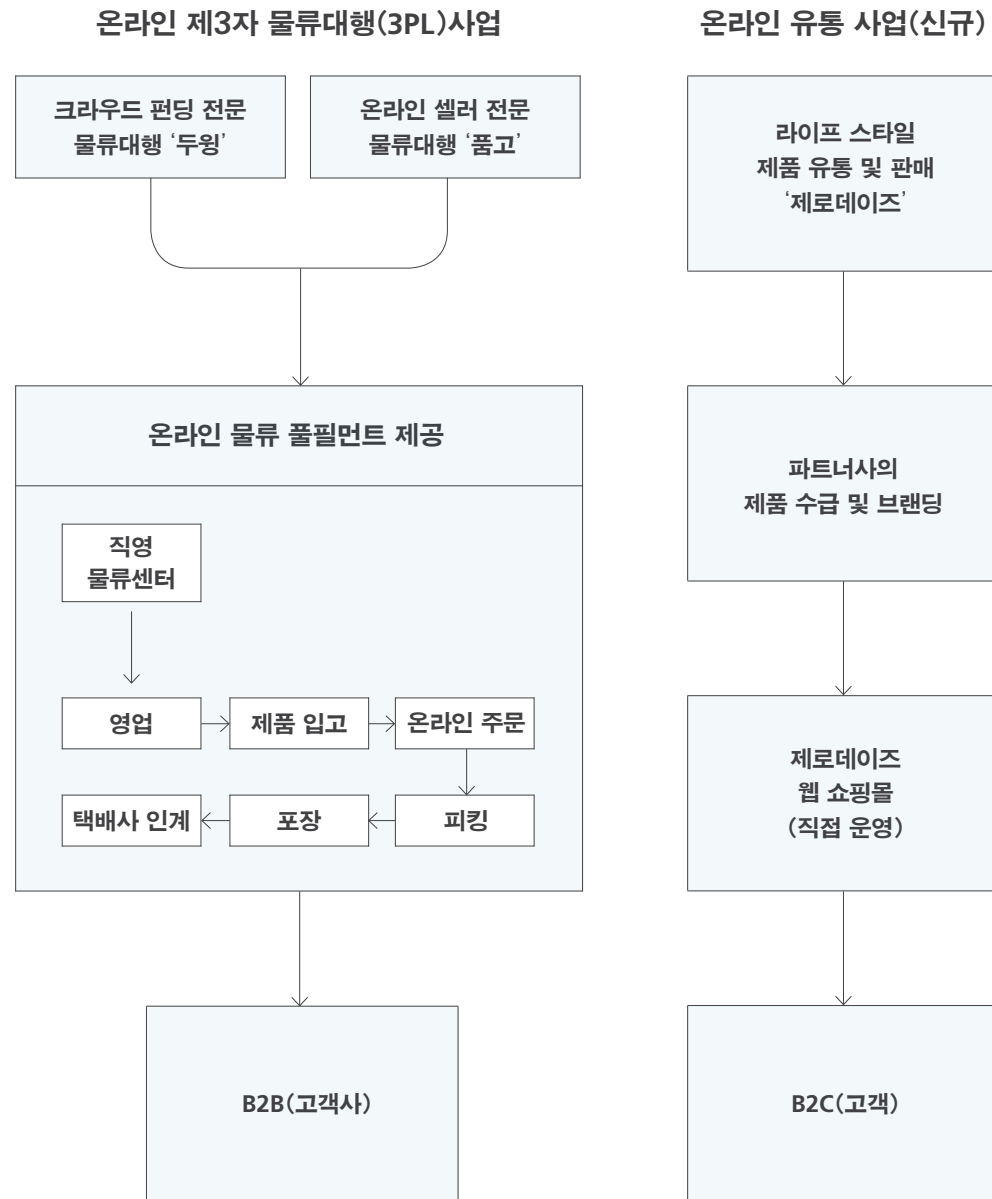 온라인 제3자 물류대행(3PL)사업
크라우드 펀딩 전문
물류대행 ‘두윙’
온라인 셀러 전문
물류대행 ‘품고’
온라인 물류 풀필먼트 제공
직영
물류센터
영업
제품 입고
온라인 주문
택배사 인계
포장
피킹
B2B(고객사)
온라인 유통 사업(신규)
라이프 스타일
제품 유통 및 판매
‘제로데이즈’
파트너사의
제품 수급 및 브랜딩
제로데이즈
웹 쇼핑몰
(직접 운영)
B2C(고객)